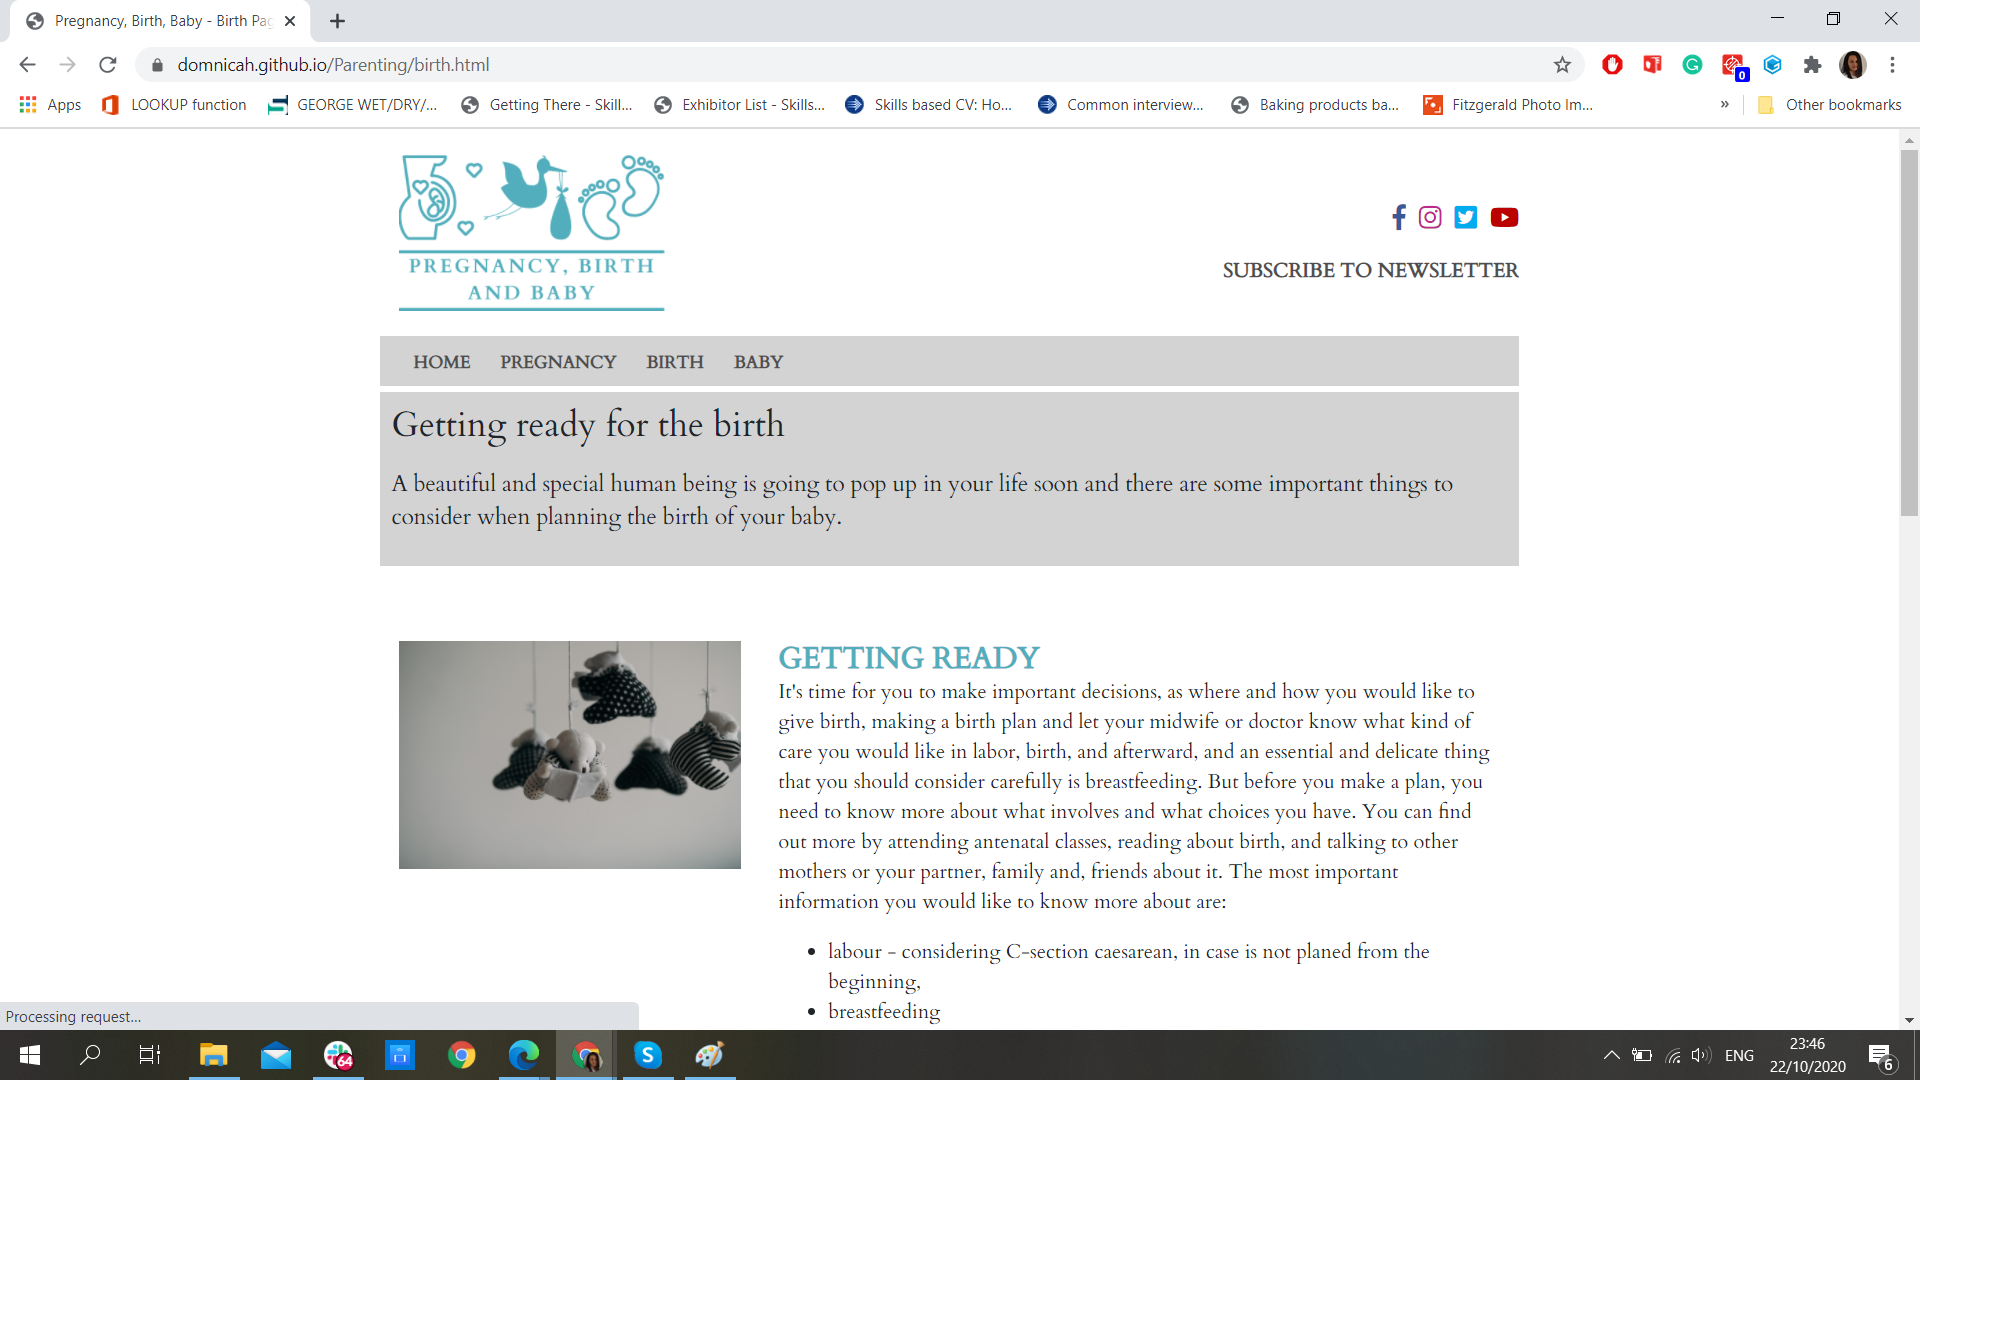 Pregnancy, Birth, Baby - Birth Pag
domnicah.github.io/Parenting/birth.html
0
Apps LOOKUP function GEORGE WET/DRY/... Getting There - Skill... Exhibitor List - Skills... Skills based CV: Ho... Common interview... Baking products ba... Fitzgerald Photo Im... » Other bookmarks
PREGNANCY, BIRTH
AND BABY
SUBSCRIBE TO NEWSLETTER
HOME PREGNANCY BIRTH BABY
Getting ready for the birth
A beautiful and special human being is going to pop up in your life soon and there are some important things to
consider when planning the birth of your baby.
GETTING READY
It's time for you to make important decisions, as where and how you would like to
give birth, making a birth plan and let your midwife or doctor know what kind of
care you would like in labor, birth, and afterward, and an essential and delicate thing
that you should consider carefully is breastfeeding. But before you make a plan, you
need to know more about what involves and what choices you have. You can find
out more by attending antenatal classes, reading about birth, and talking to other
mothers or your partner, family and, friends about it. The most important
information you would like to know more about are:
• labour - considering C-section caesarean, in case is not planed from the
beginning,
• breastfeeding
Processing request...
64
S
ENG
23:46
22/10/2020
6